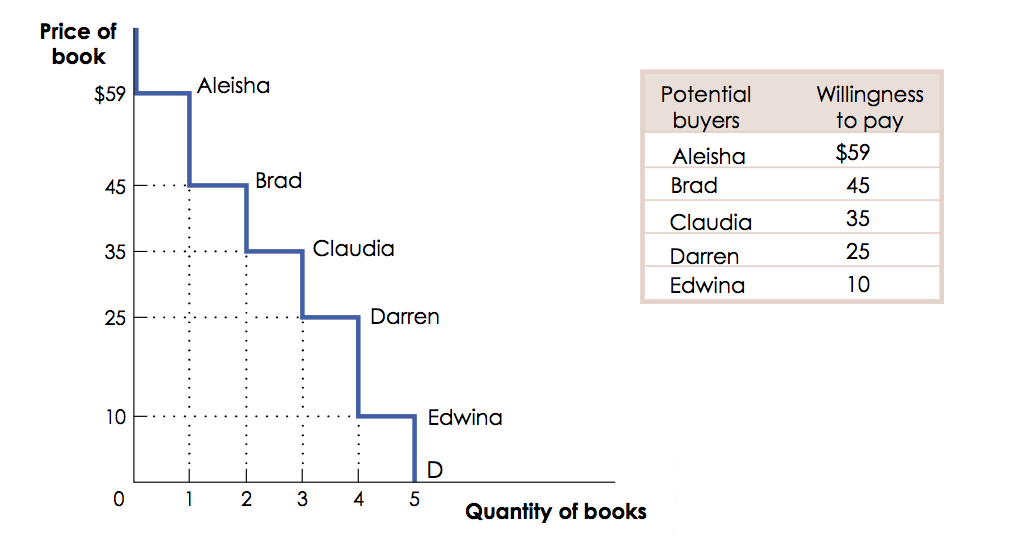 Price of
book
$59
Aleisha
45
Brad
35
Claudia
25
Darren
10
Edwina
D
0 1 2 3 4 5
Quantity of books
Potential buyers
Willingness to pay
Aleisha $59
Brad 45
Claudia 35
Darren 25
Edwina 10